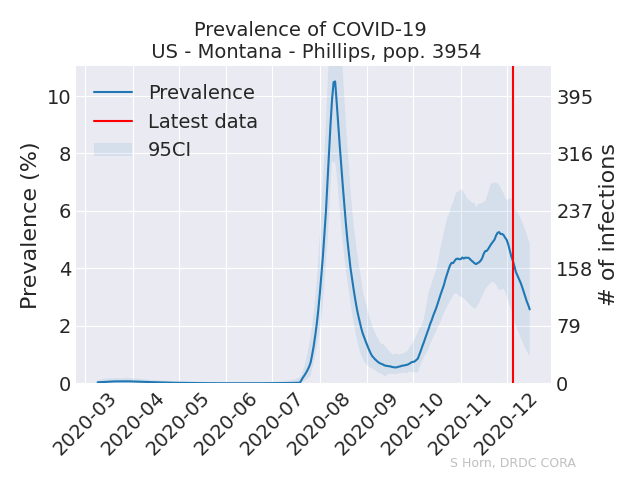 Prevalence of COVID-19
US - Montana - Phillips, pop. 3954
Prevalence
Latest data
95CI
Prevalence (%)
10
8
6
4
2
0
395
316
237
158
79
0
# of infections
2020-03
2020-04
2020-05
2020-06
2020-07
2020-08
2020-09
2020-10
2020-11
2020-12
S Horn, DRDC CORA